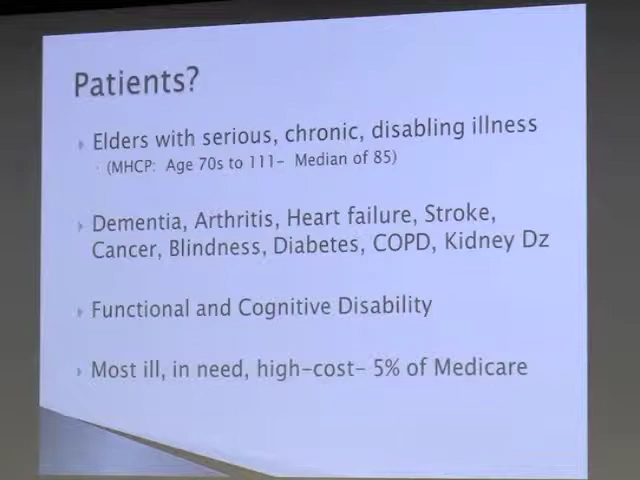 Patients?
Elders with serious, chronic, disabling illness
(MHCP: Age 70s to 111- Median of 85)
Dementia, Arthritis, Heart failure, Stroke,
Cancer, Blindness, Diabetes, COPD, Kidney Dz
Functional and Cognitive Disability
Most ill, in need, high-cost- 5% of Medicare